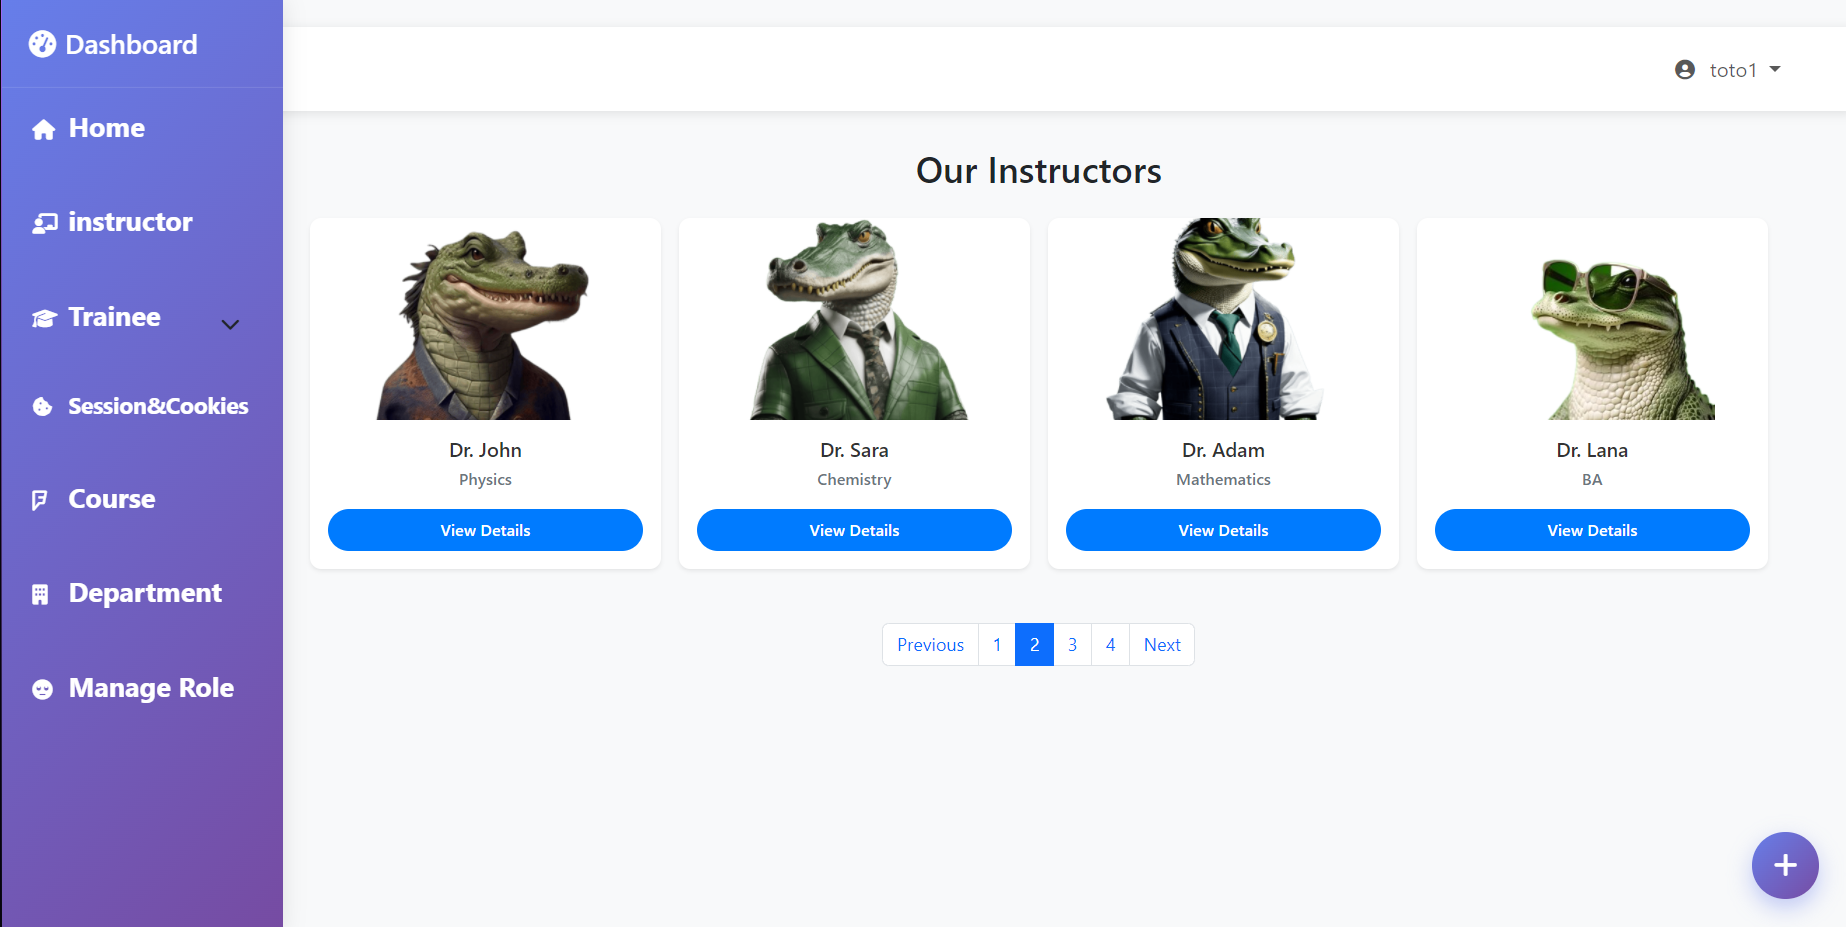 Dashboard
toto1
Home
instructor
Trainee
Session&Cookies
Course
Department
Manage Role
Our Instructors
Dr. John
Physics
View Details
Dr. Sara
Chemistry
View Details
Dr. Adam
Mathematics
View Details
Dr. Lana
BA
View Details
Previous 1 2 3 4 Next